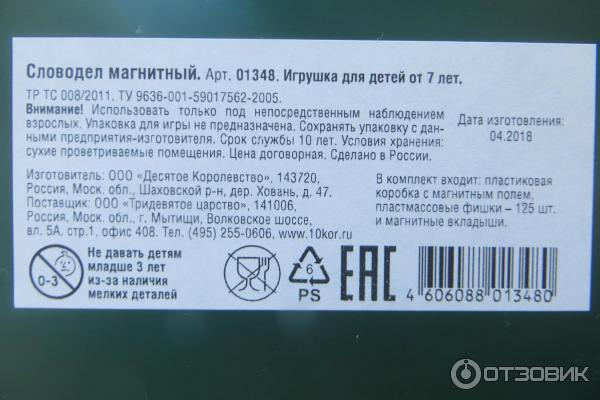 Словодел магнитный. Арт. 01348. Игрушка для детей от 7 лет.
ТР ТС 008/2011. ТУ 9636-001-59017562-2005.
Внимание! Использовать только под непосредственным наблюдением
взрослых. Упаковка для игры не предназначена. Сохранять упаковку с дан-
ными предприятия-изготовителя. Срок службы 10 лет. Условия хранения:
сухие проветриваемые помещения. Цена договорная. Сделано в России.
Дата изготовления:
04.2018
Изготовитель: ООО «Десятое Королевство», 143720,
Россия, Моск. обл., Шаховской р-н, дер. Ховань, д. 47.
Поставщик: ООО «Тридевятое царство», 141006,
Россия, Моск. обл., г. Мытищи, Волковское шоссе,
вл. 5А, стр.1, офис 408. Тел. (495) 255-0606, www.10kor.ru
В комплект входит: пластиковая
коробка с магнитным полем,
пластмассовые фишки – 125 шт.
и магнитные вкладыши.
0-3
Не давать детям
младше 3 лет
из-за наличия
мелких деталей
6
PS
EAC
4 606088 013480
ОТЗОВИК